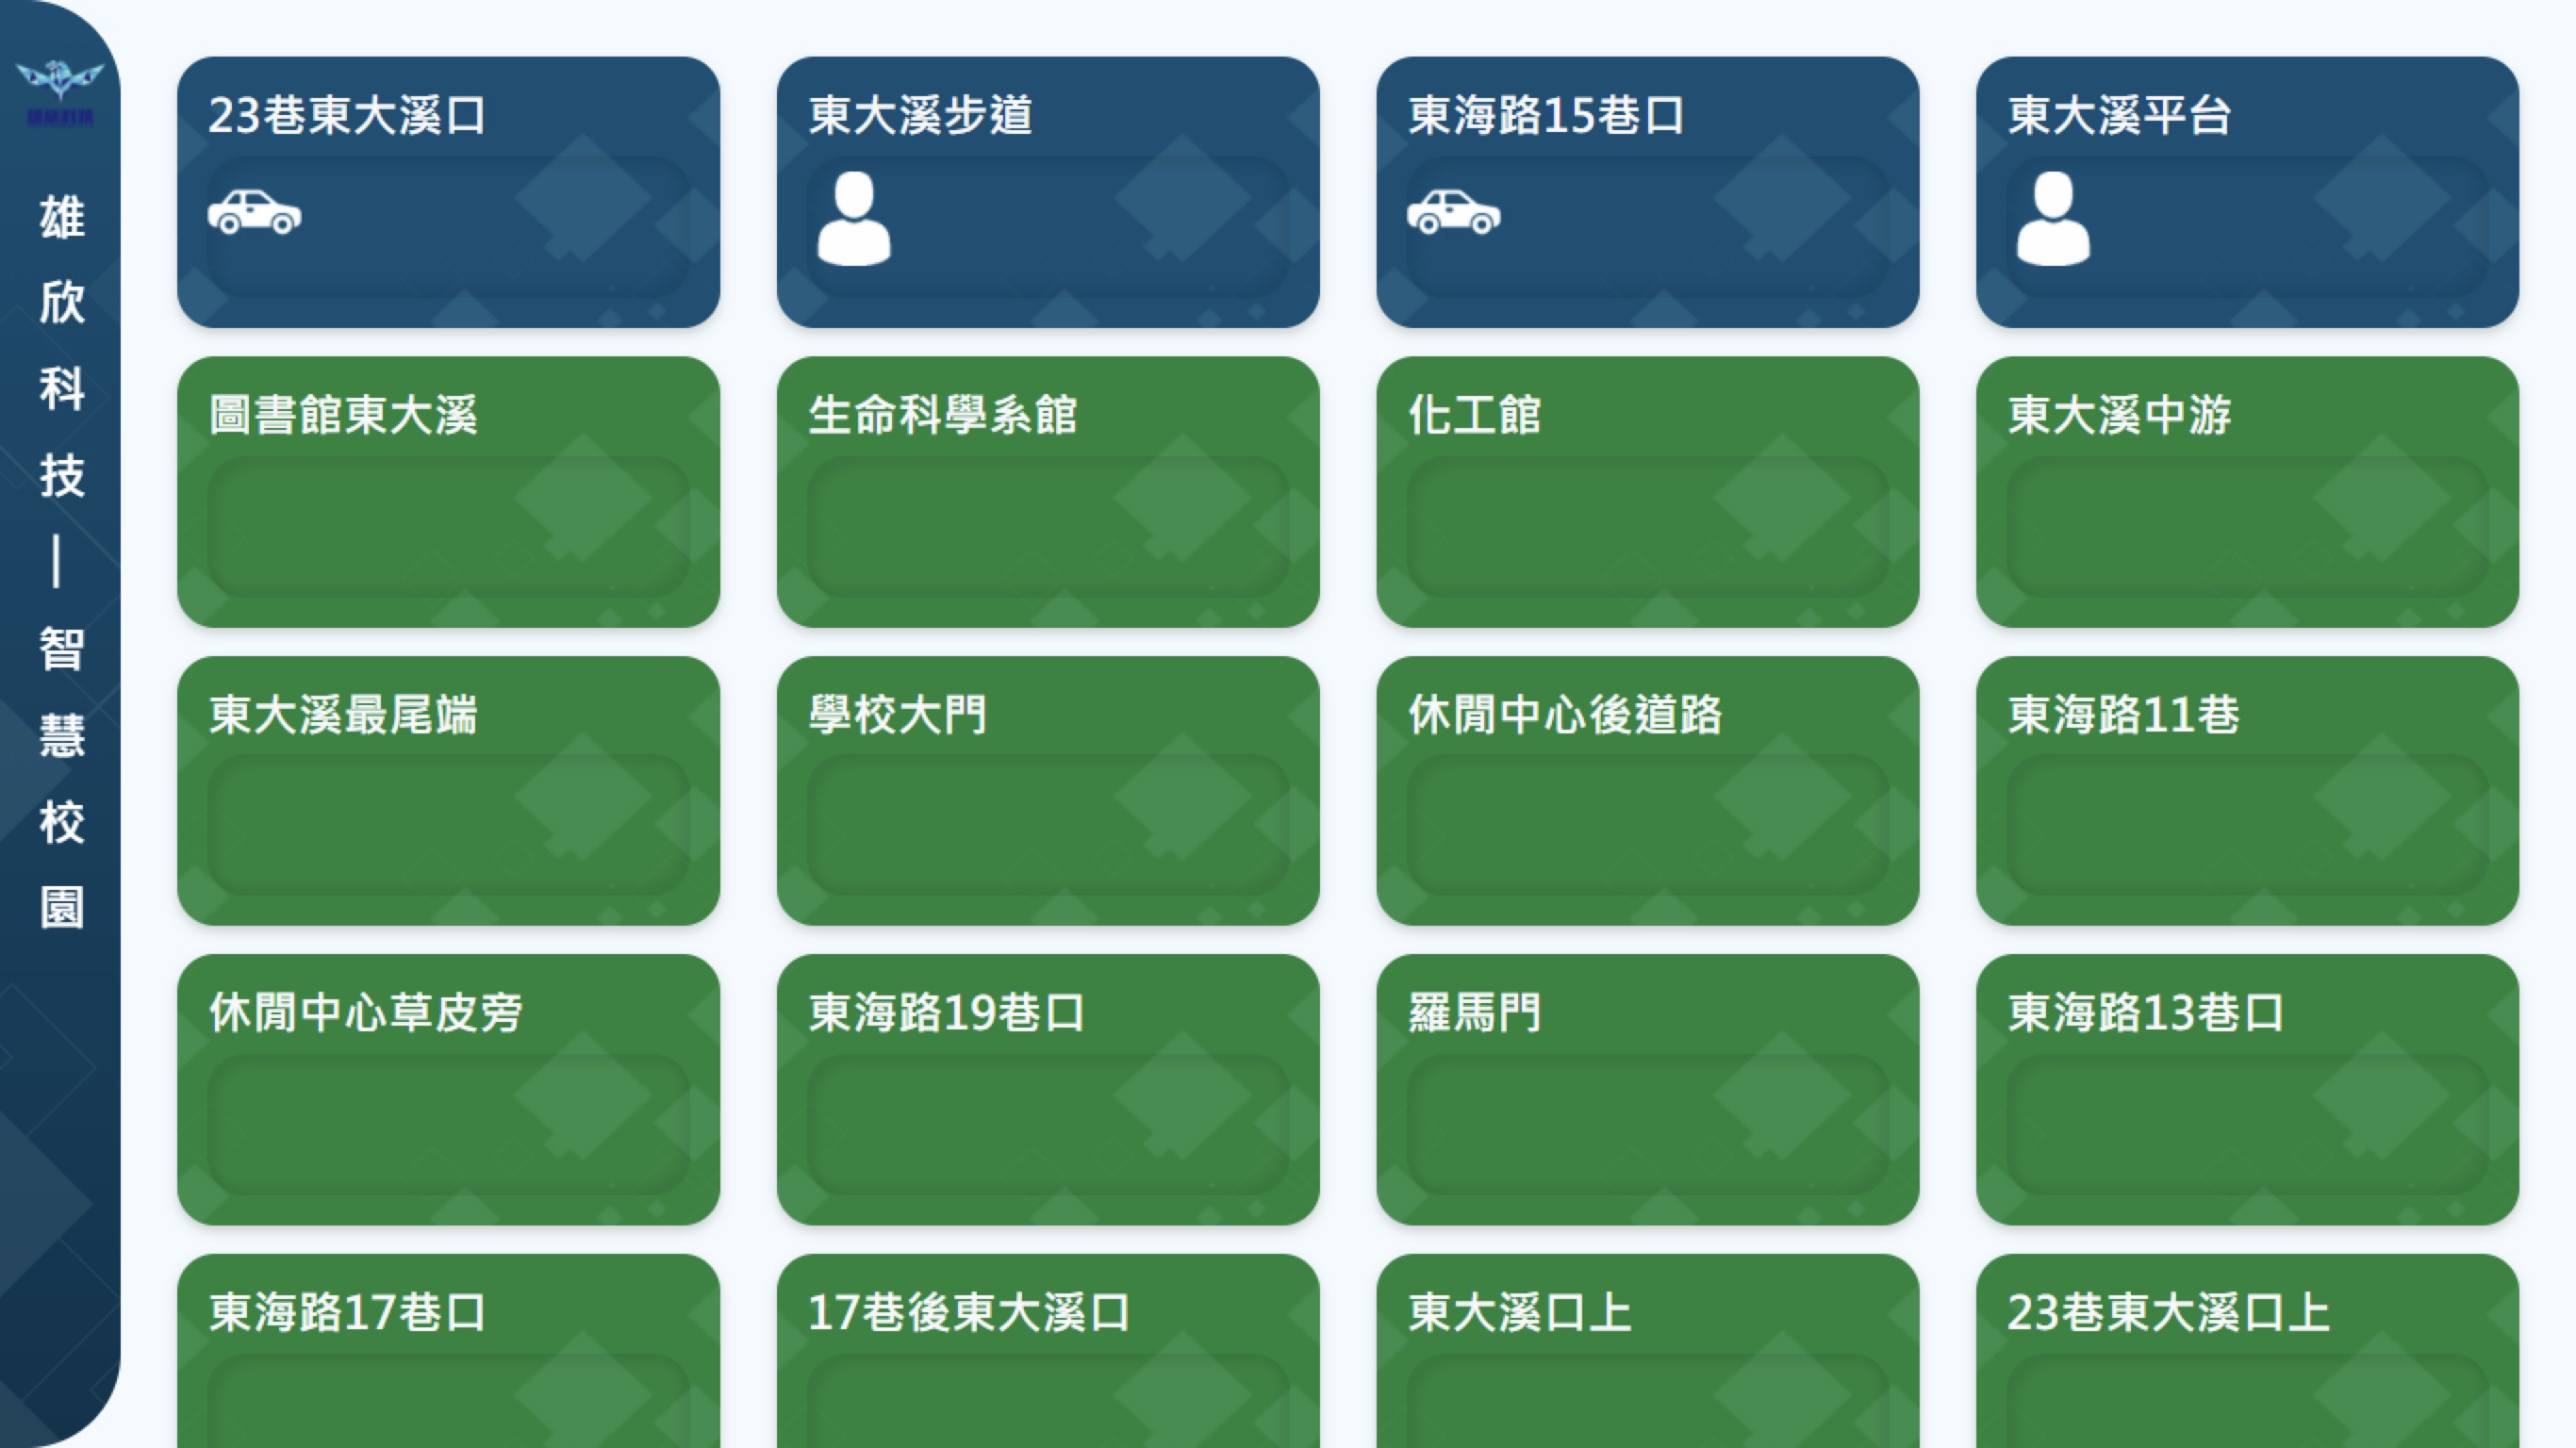 雄欣科技｜智慧校園
23巷東大溪口
東大溪步道
東海路15巷口
東大溪平台
圖書館東大溪
生命科學系館
化工館
東大溪中游
東大溪最尾端
學校大門
休閒中心後道路
東海路11巷
休閒中心草皮旁
東海路19巷口
羅馬門
東海路13巷口
東海路17巷口
17巷後東大溪口
東大溪口上
23巷東大溪口上